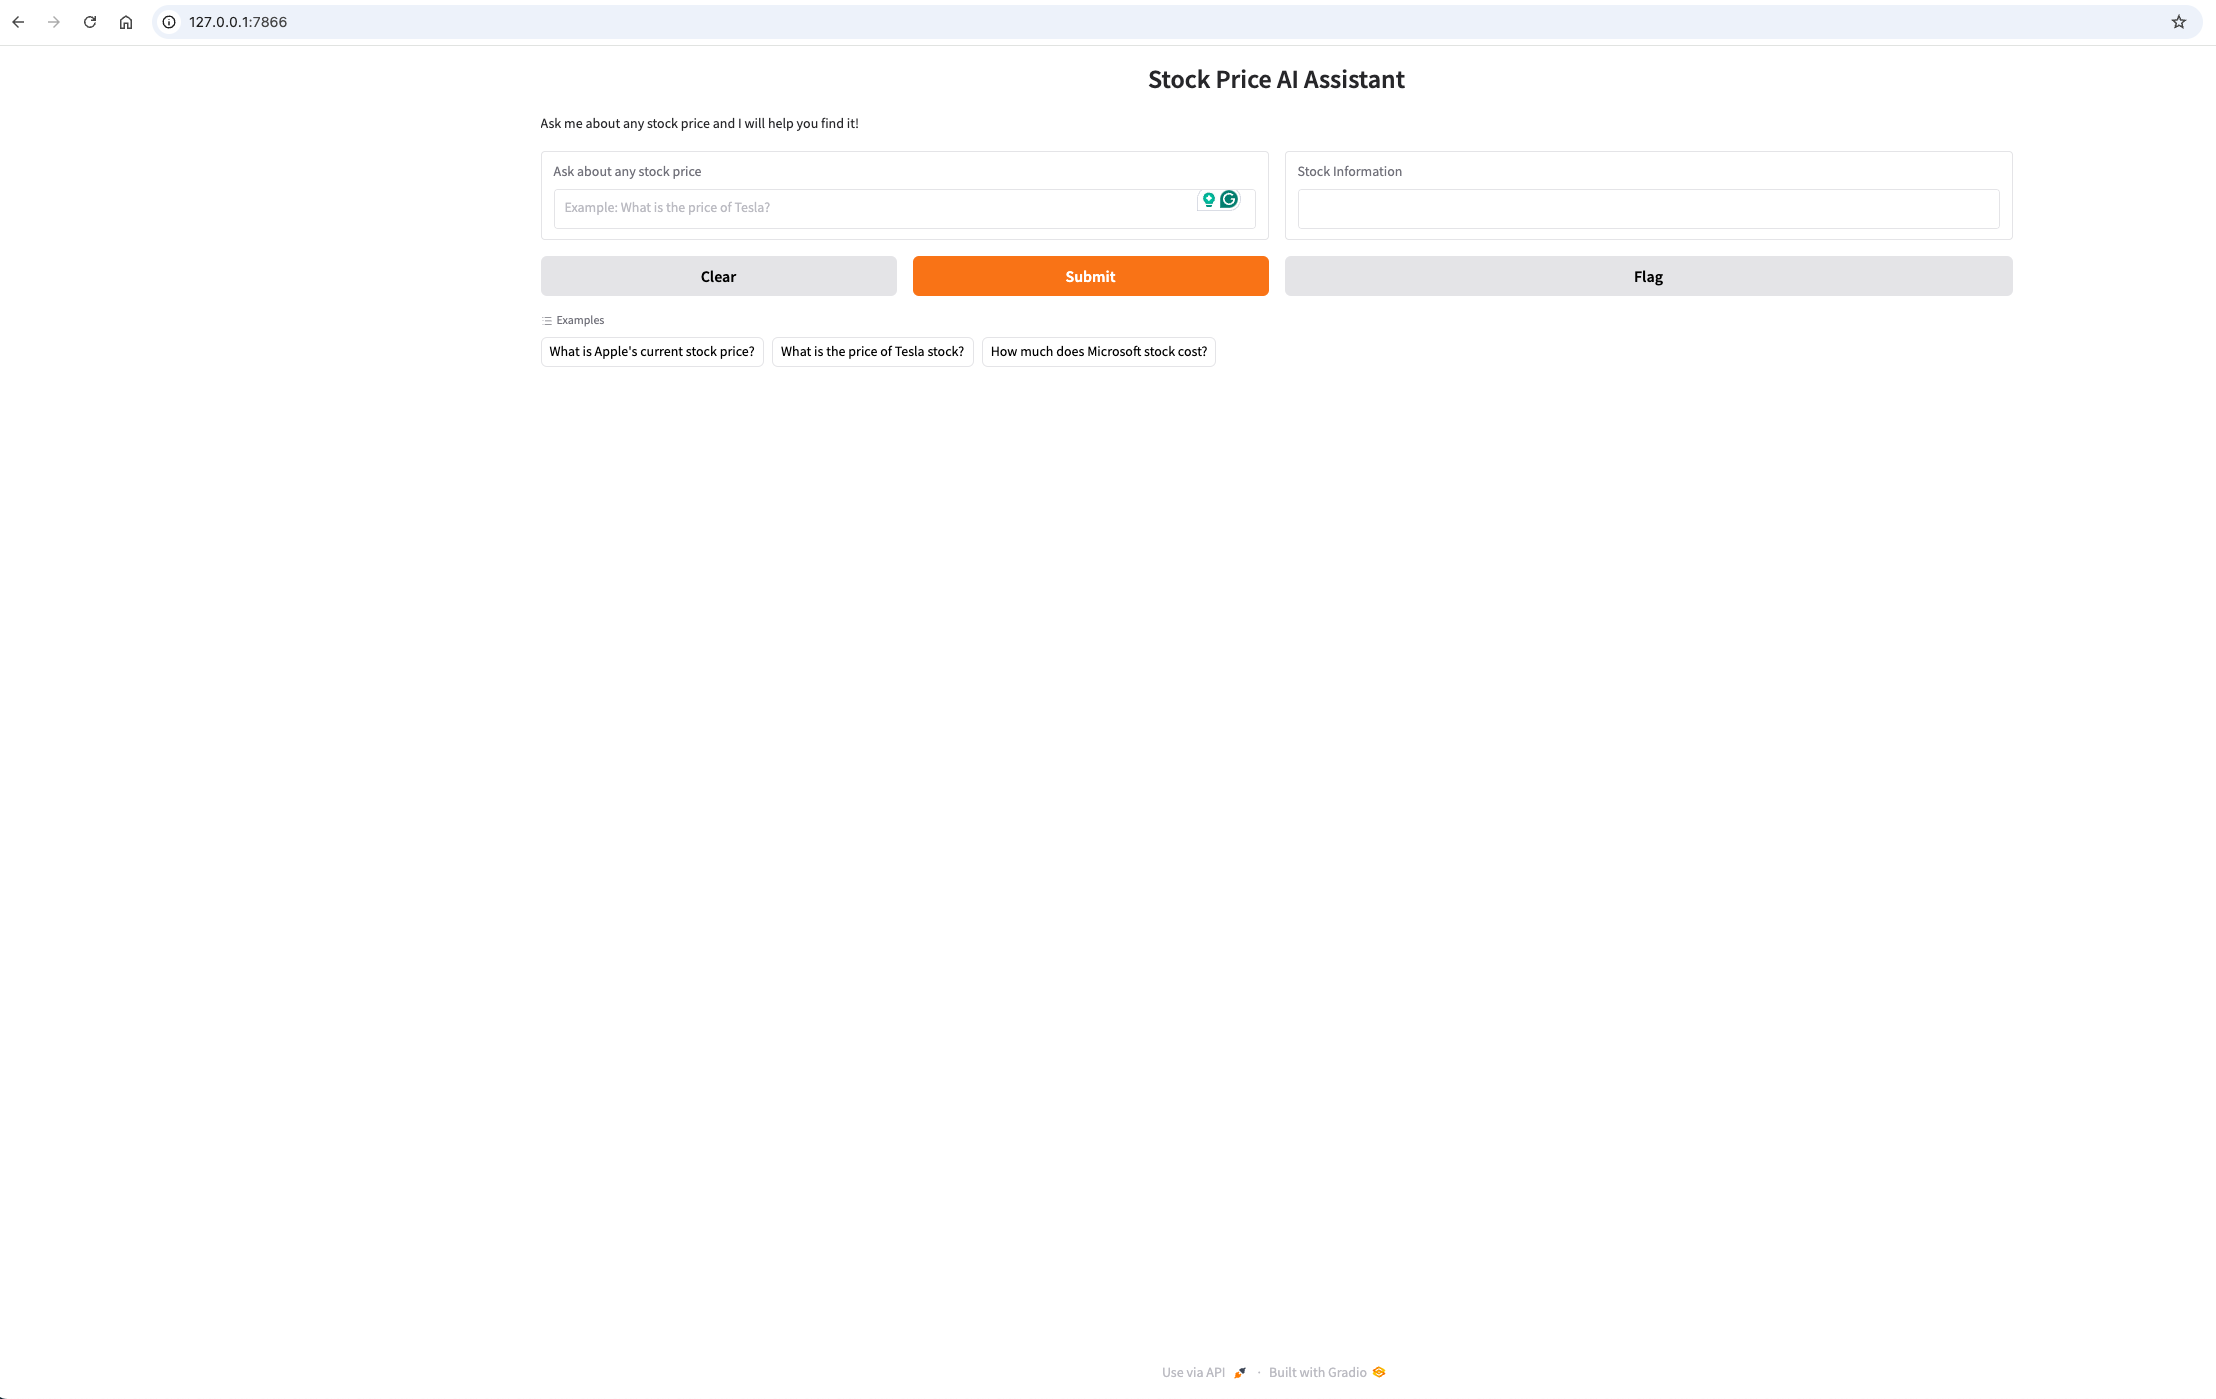 127.0.0.1:7866
Stock Price AI Assistant
Ask me about any stock price and I will help you find it!
Ask about any stock price
Example: What is the price of Tesla?
Stock Information
Clear
Submit
Flag
Examples
What is Apple's current stock price?
What is the price of Tesla stock?
How much does Microsoft stock cost?
Use via API · Built with Gradio